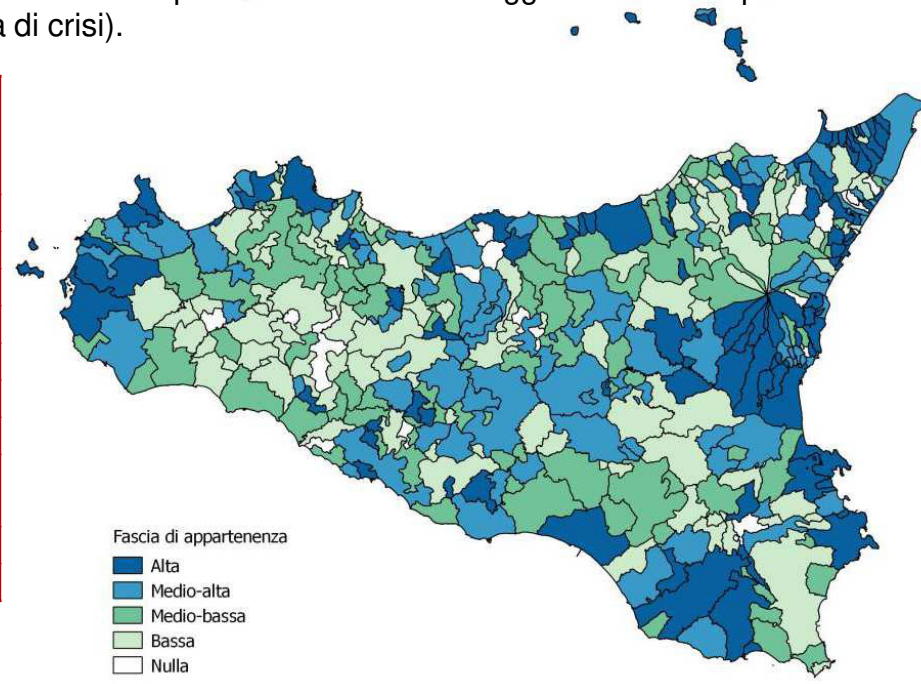 a di crisi).
Fascia di appartenenza
Alta
Medio-alta
Medio-bassa
Bassa
Nulla